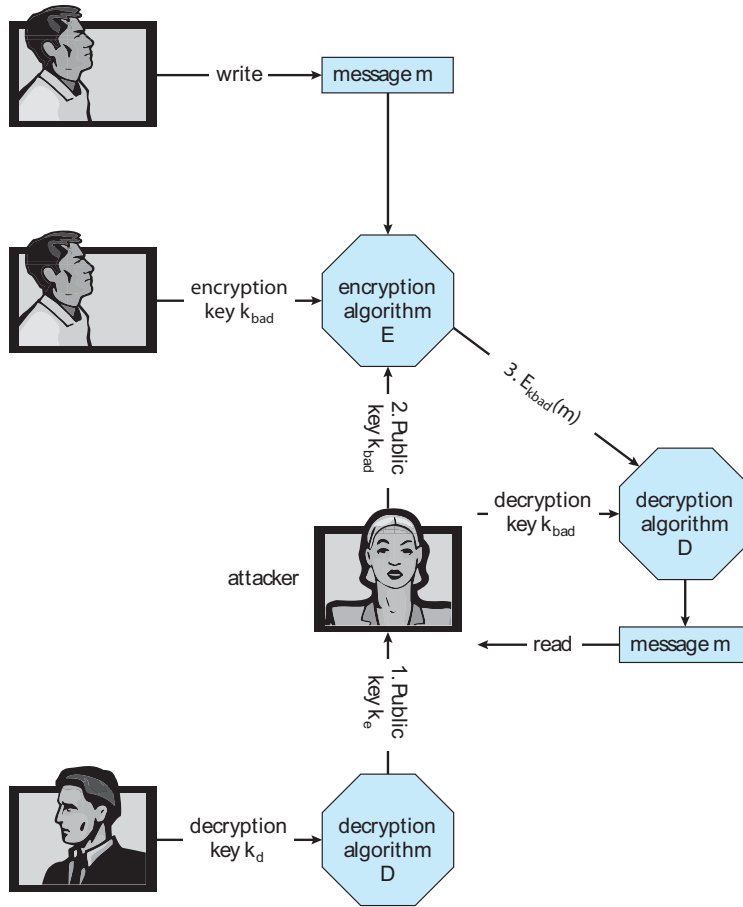 write
message m
encryption
key k_bad
encryption
algorithm
E
3. E_kbad(m)
2. Public
key k_bad
decryption
key k_bad
decryption
algorithm
D
attacker
read
message m
1. Public
key k_e
decryption
key k_d
decryption
algorithm
D